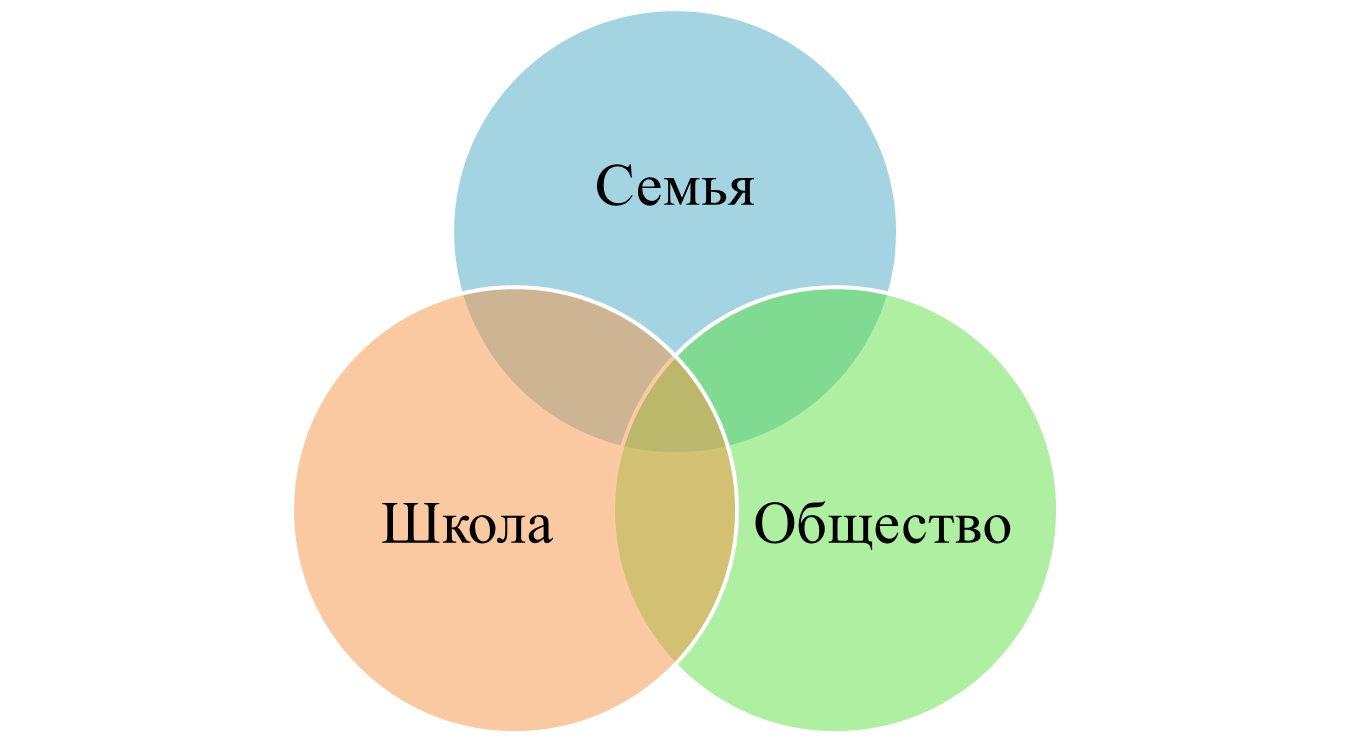 Семья
Школа
Общество